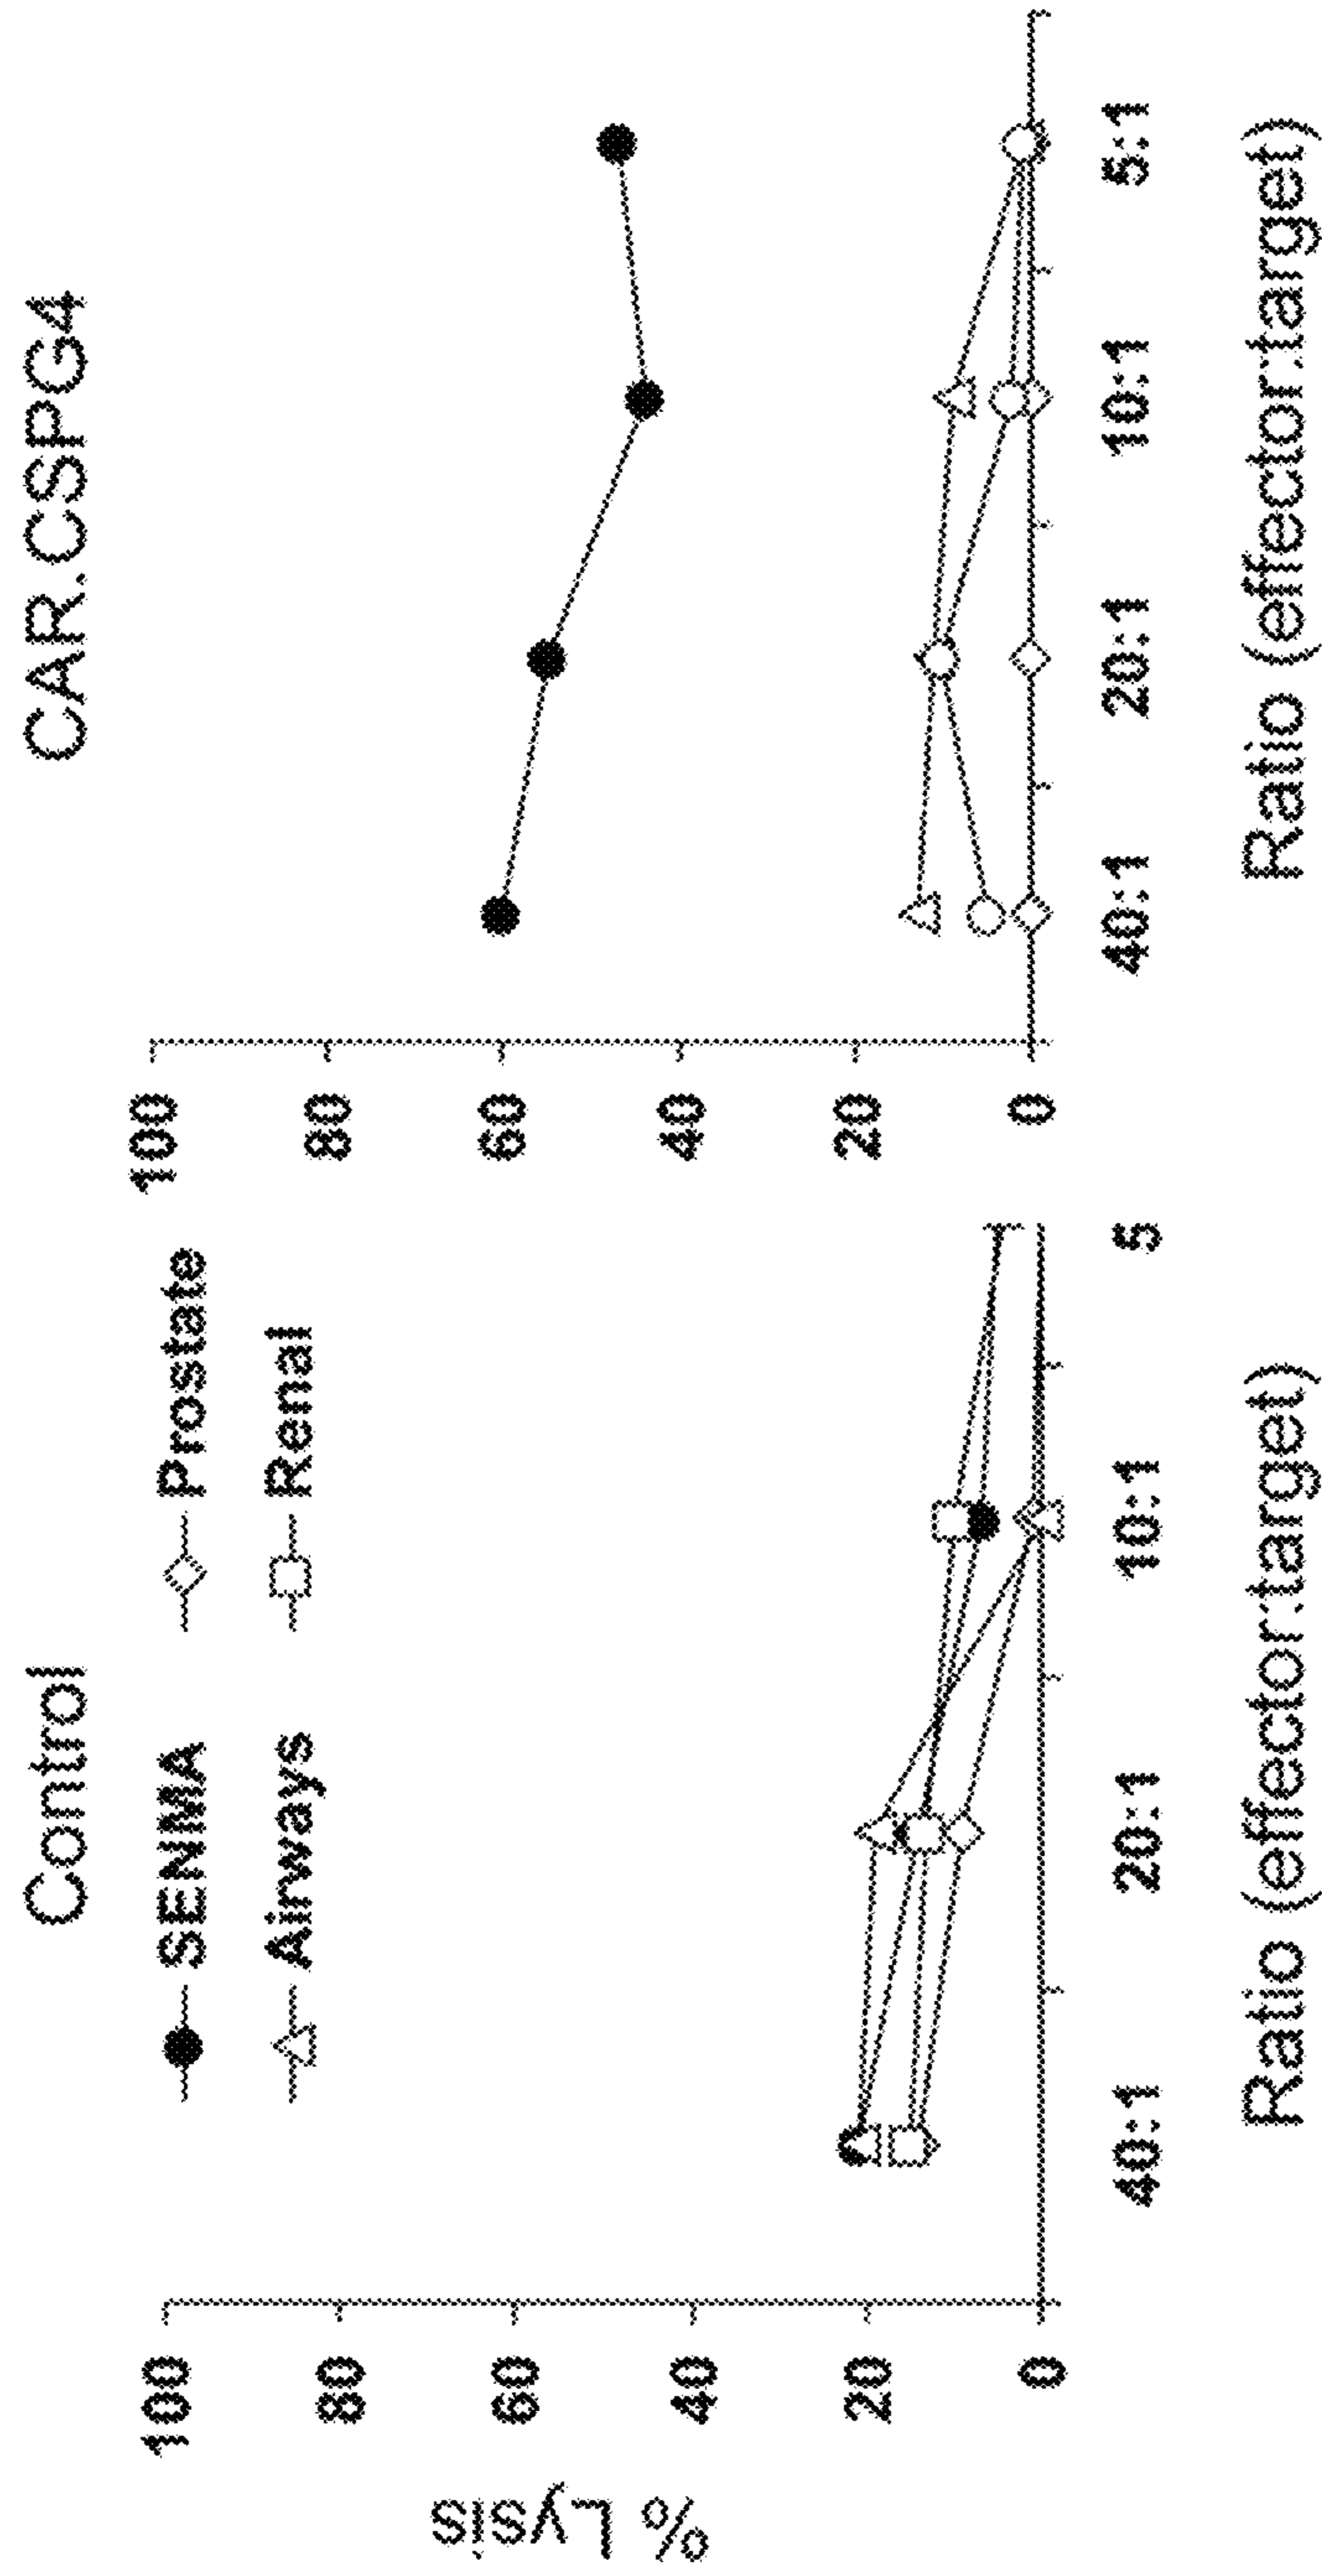 Control
SENMA
Prostate
Airways
Renal
% Lysis
100
80
60
40
20
0
40:1
20:1
10:1
5
Ratio (effector:target)
CAR.CSPG4
100
80
60
40
20
0
40:1
20:1
10:1
5:1
Ratio (effector:target)